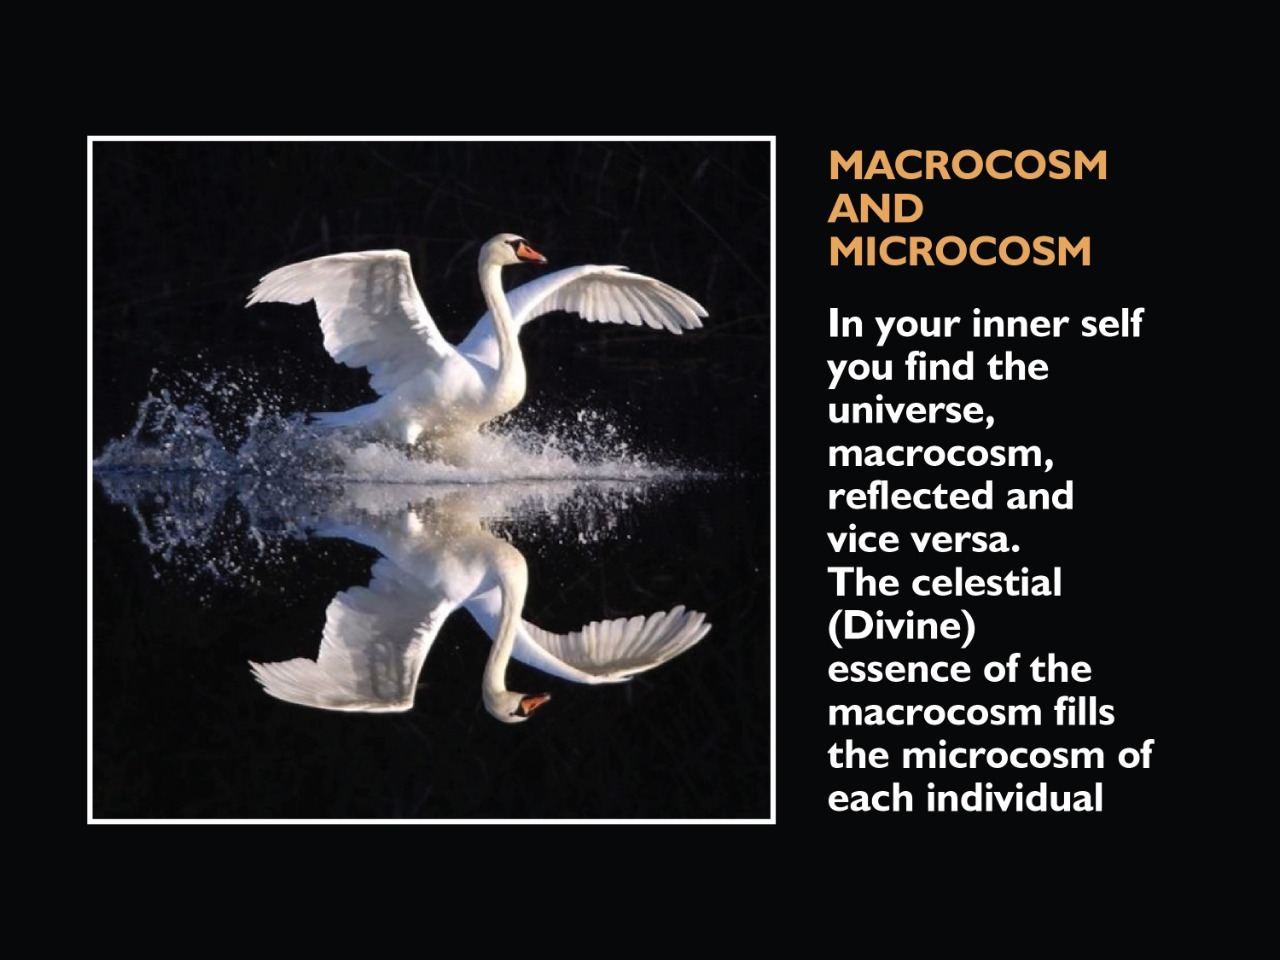 MACROCOSM
AND
MICROCOSM
In your inner self
you find the
universe,
macrocosm,
reflected and
vice versa.
The celestial
(Divine)
essence of the
macrocosm fills
the microcosm of
each individual